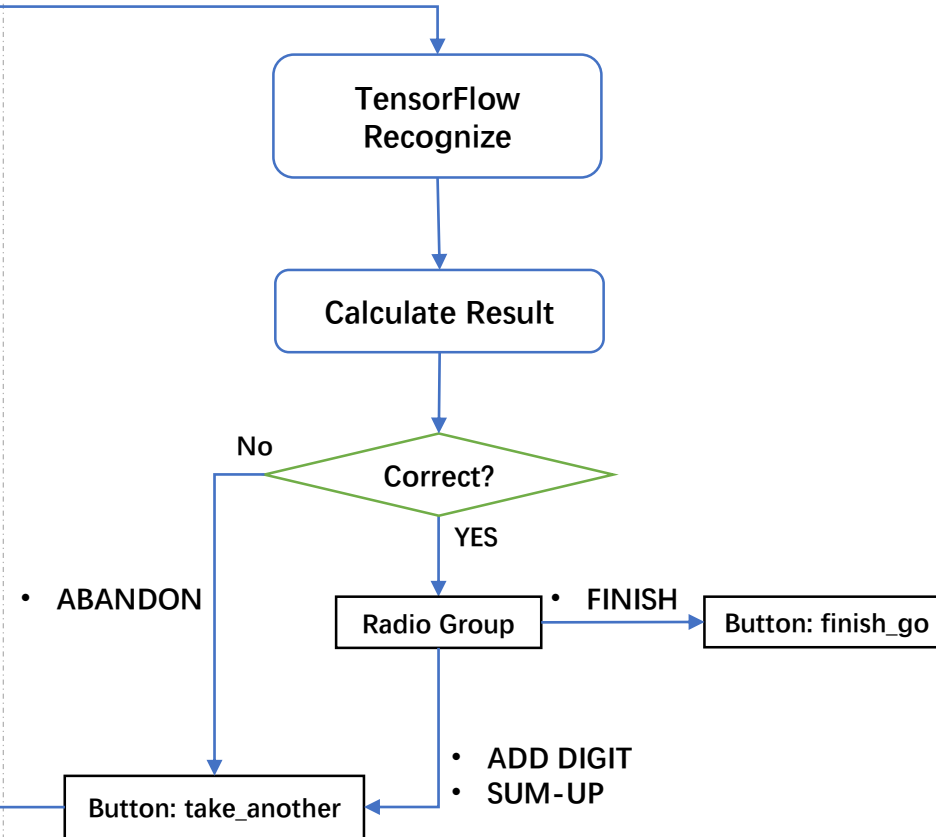 TensorFlow
Recognize
Calculate Result
No
Correct?
YES
• ABANDON
• FINISH
Radio Group
Button: finish_go
• ADD DIGIT
• SUM-UP
Button: take_another